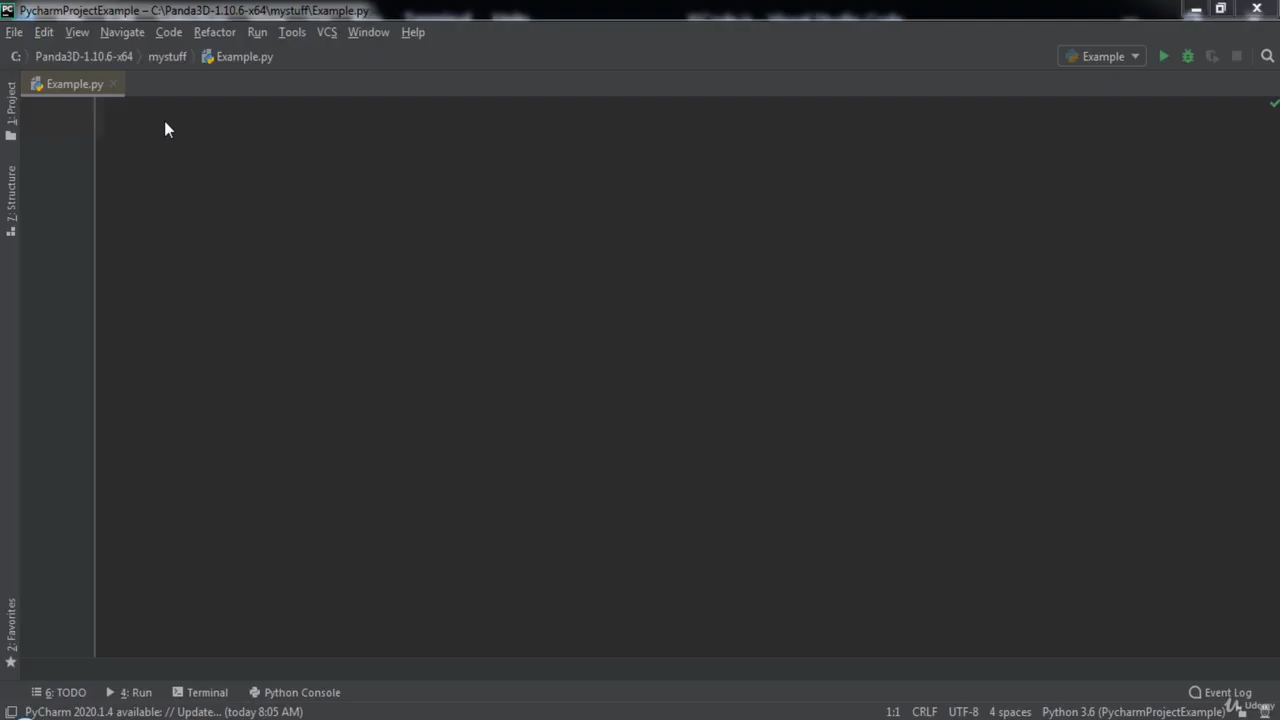 PC PycharmProjectExample – C:\Panda3D-1.10.6-x64\mystuff\Example.py
File Edit View Navigate Code Refactor Run Tools VCS Window Help
C: Panda3D-1.10.6-x64 mystuff Example.py Example
Example.py
1: Project
7: Structure
2: Favorites
6: TODO 4: Run Terminal Python Console Event Log
PyCharm 2020.1.4 available: // Update... (today 8:05 AM) 1:1 CRLF UTF-8 4 spaces Python 3.6 (PycharmProjectExample)
Udemy